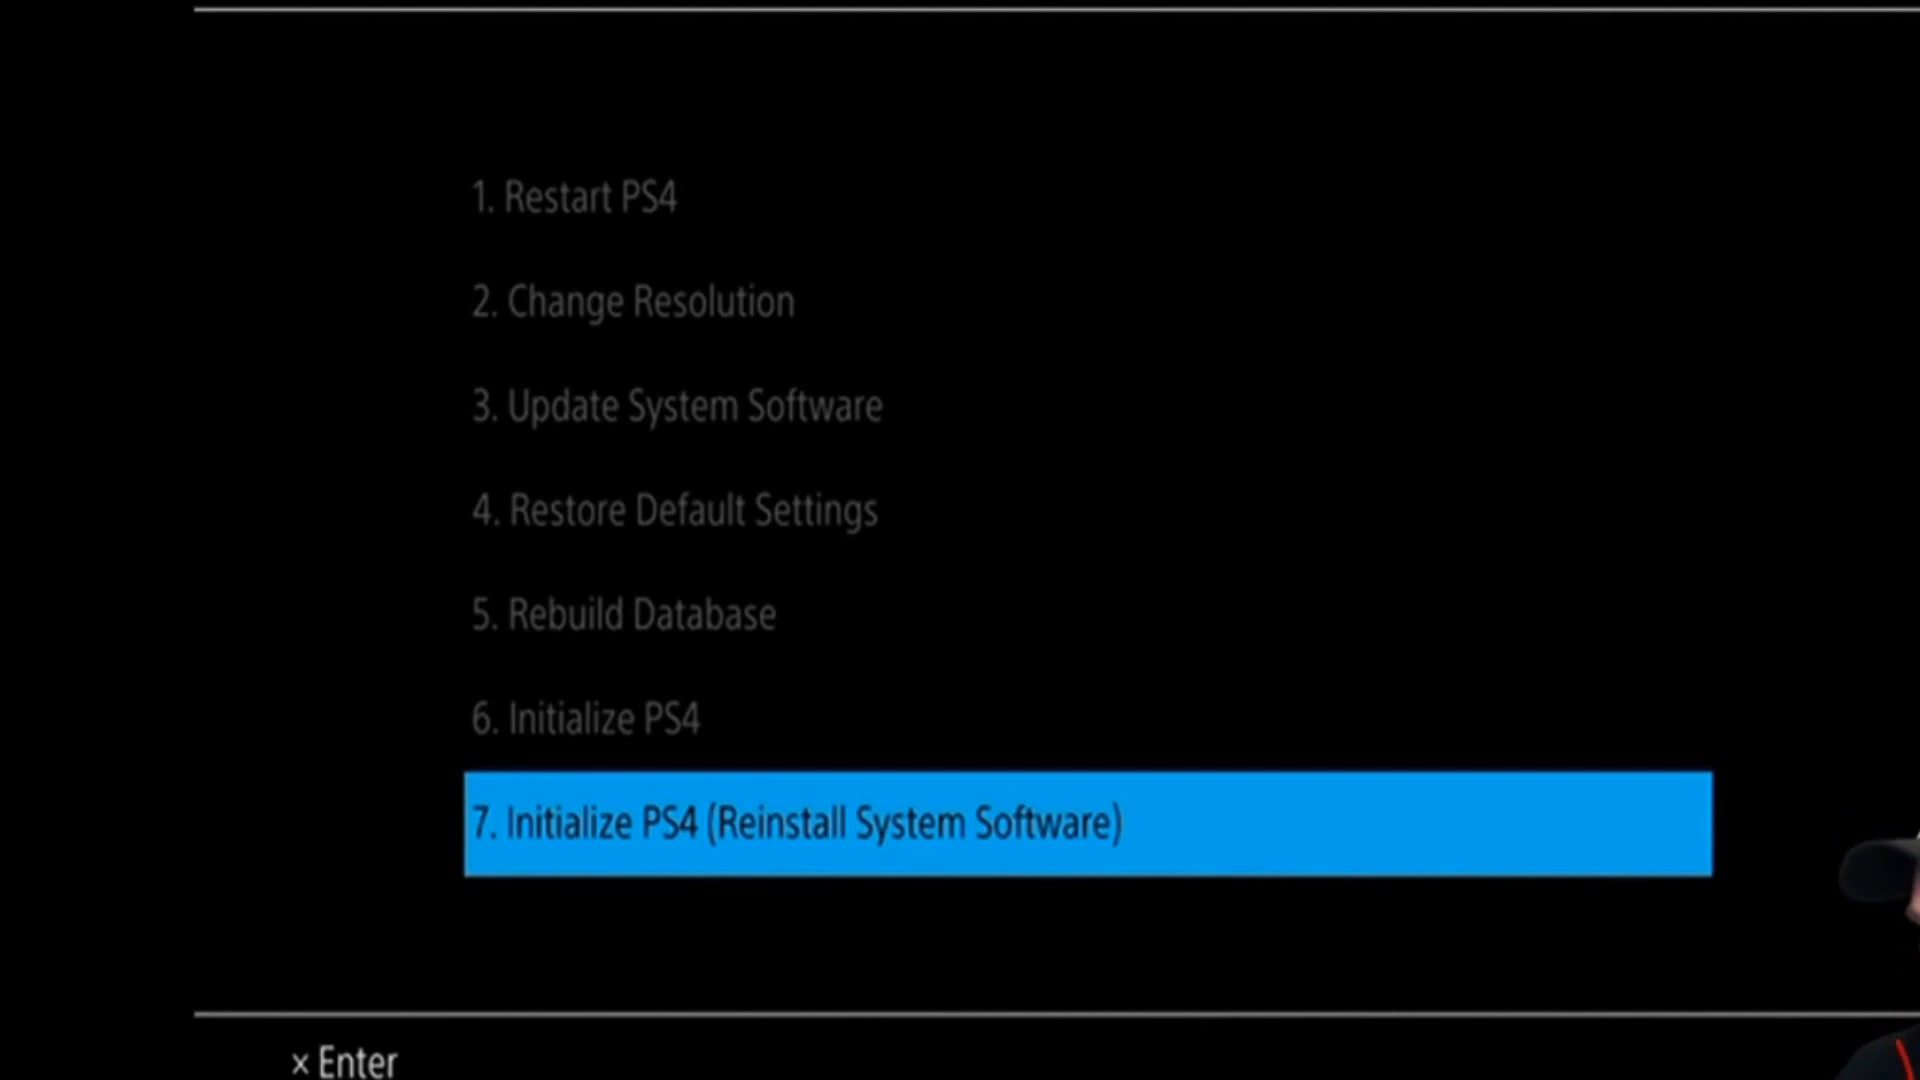 1. Restart PS4
2. Change Resolution
3. Update System Software
4. Restore Default Settings
5. Rebuild Database
6. Initialize PS4
7. Initialize PS4 (Reinstall System Software)
× Enter